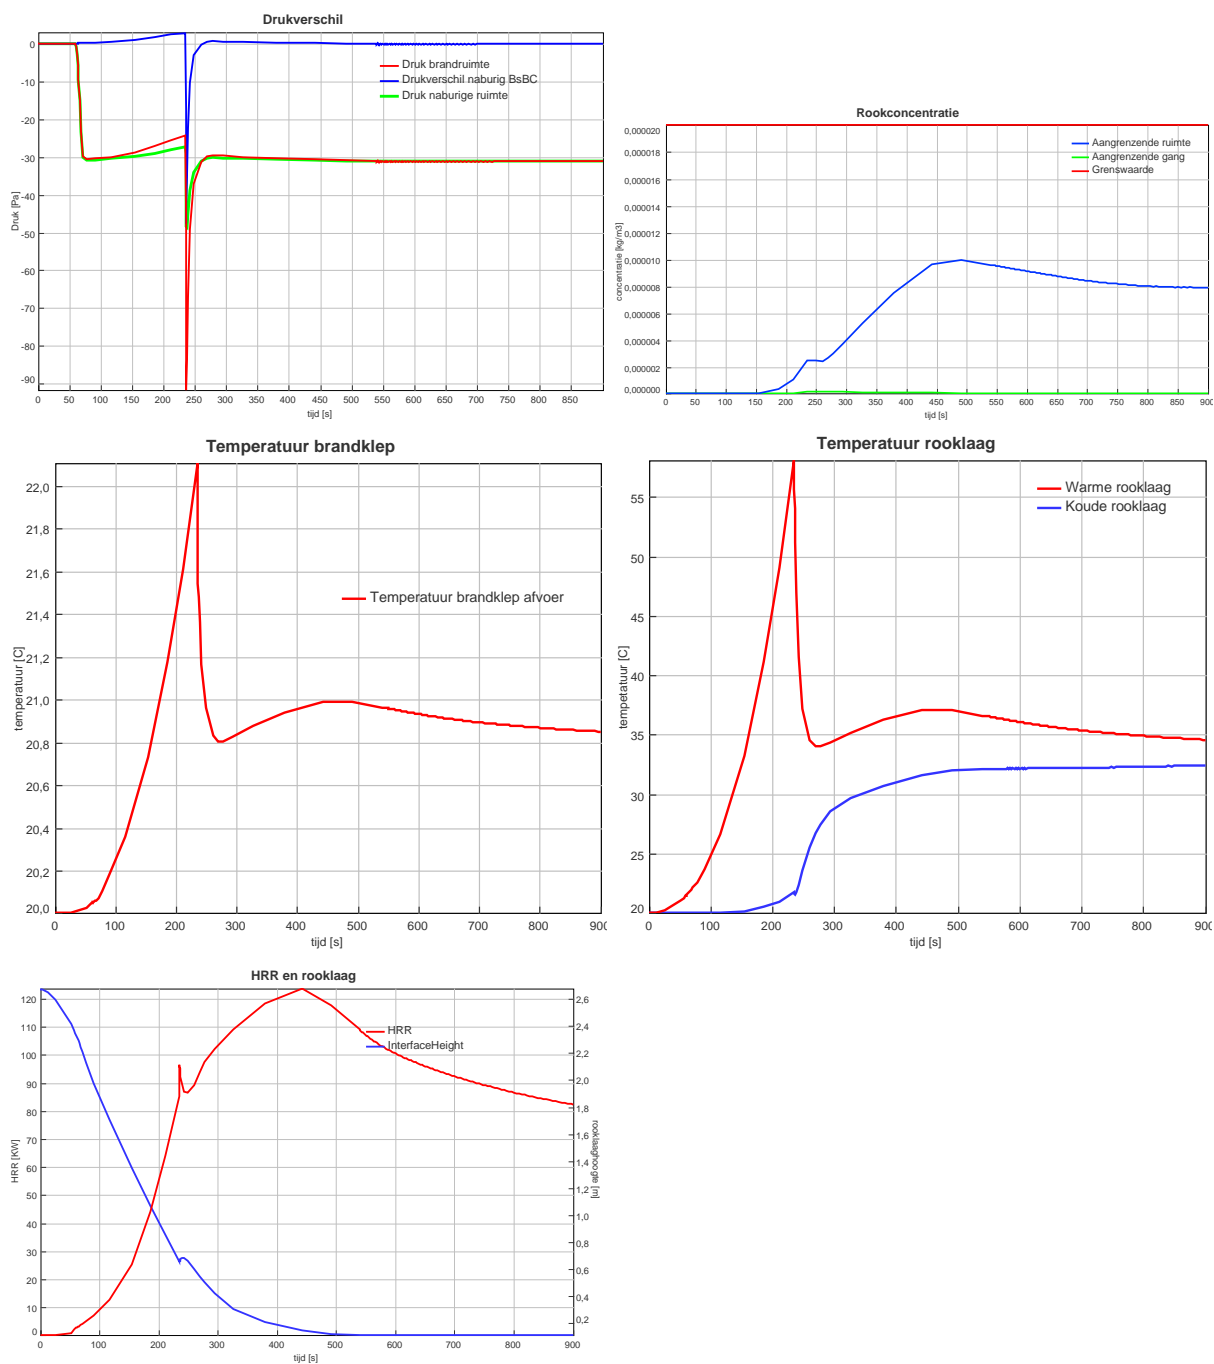 Drukverschil
0
-10
-20
-30
-40
-50
-60
-70
-80
-90
Druk [Pa]
Druk brandruimte
Drukverschil naburig BsBC
Druk naburige ruimte
0 50 100 150 200 250 300 350 400 450 500 550 600 650 700 750 800 850
tijd [s]
Rookconcentratie
0,000020
0,000018
0,000016
0,000014
0,000012
0,000010
0,000008
0,000006
0,000004
0,000002
0,000000
concentratie [kg/m3]
Aangrenzende ruimte
Aangrenzende gang
Grenswaarde
0 50 100 150 200 250 300 350 400 450 500 550 600 650 700 750 800 850 900
tijd [s]
Temperatuur brandklep
22,0
21,8
21,6
21,4
21,2
21,0
20,8
20,6
20,4
20,2
20,0
temperatuur [C]
Temperatuur brandklep afvoer
0 100 200 300 400 500 600 700 800 900
tijd [s]
Temperatuur rooklaag
55
50
45
40
35
30
25
20
tempetatuur [C]
Warme rooklaag
Koude rooklaag
0 100 200 300 400 500 600 700 800 900
tijd [s]
HRR en rooklaag
120
110
100
90
80
70
60
50
40
30
20
10
0
HRR [KW]
HRR
InterfaceHeight
2,6
2,4
2,2
2,0
1,8
1,6
1,4
1,2
1,0
0,8
0,6
0,4
0,2
rooklaaghoogte [m]
0 100 200 300 400 500 600 700 800 900
tijd [s]